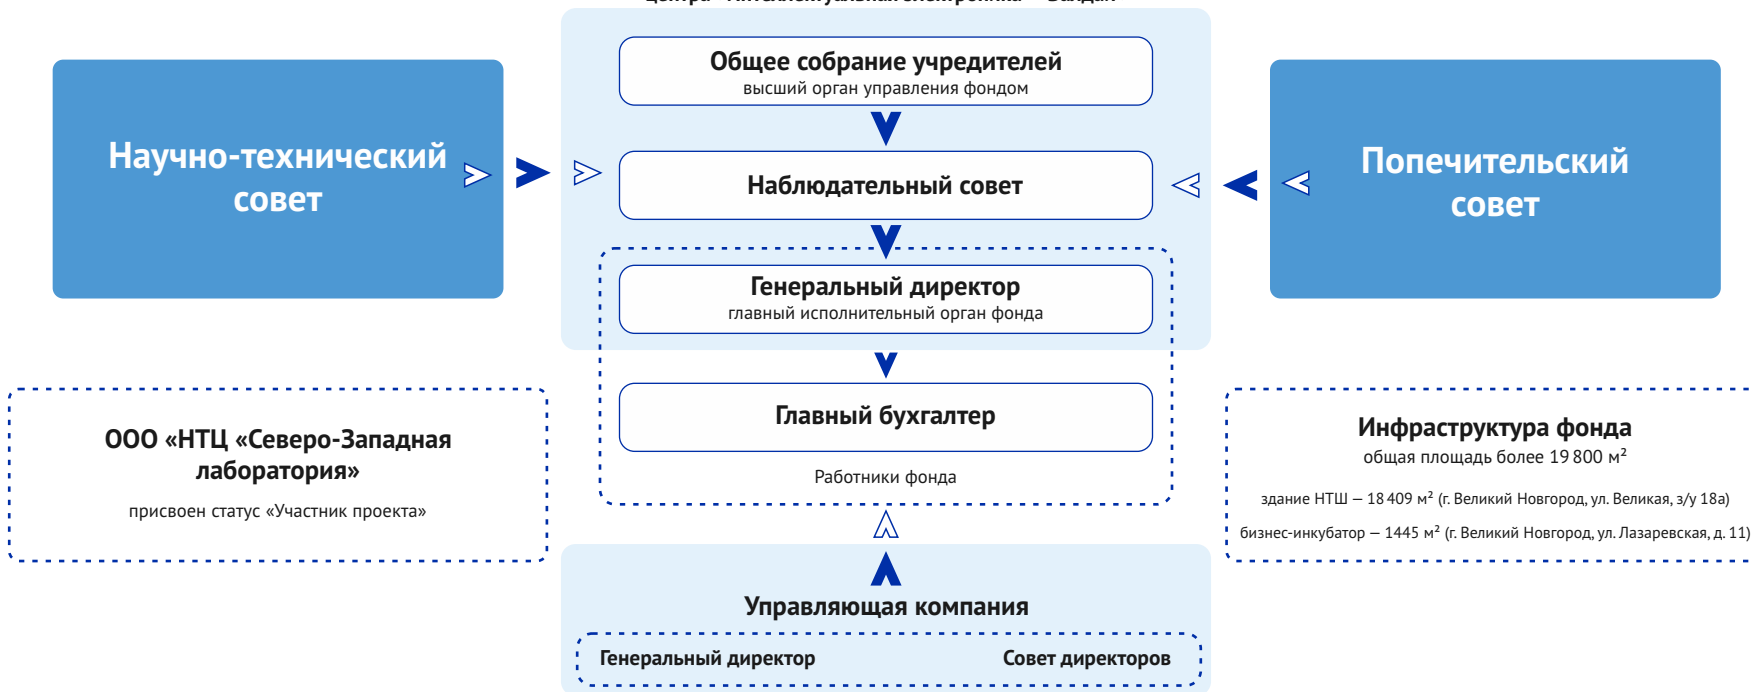 Общее собрание учредителей
высший орган управления фондом
Научно-технический
совет
Наблюдательный совет
Попечительский
совет
Генеральный директор
главный исполнительный орган фонда
Главный бухгалтер
Работники фонда
ООО «НТЦ «Северо-Западная
лаборатория»
присвоен статус «Участник проекта»
Инфраструктура фонда
общая площадь более 19 800 м²
здание НТШ — 18 409 м² (г. Великий Новгород, ул. Великая, з/у 18а)
бизнес-инкубатор — 1445 м² (г. Великий Новгород, ул. Лазаревская, д. 11)
Управляющая компания
Генеральный директор
Совет директоров